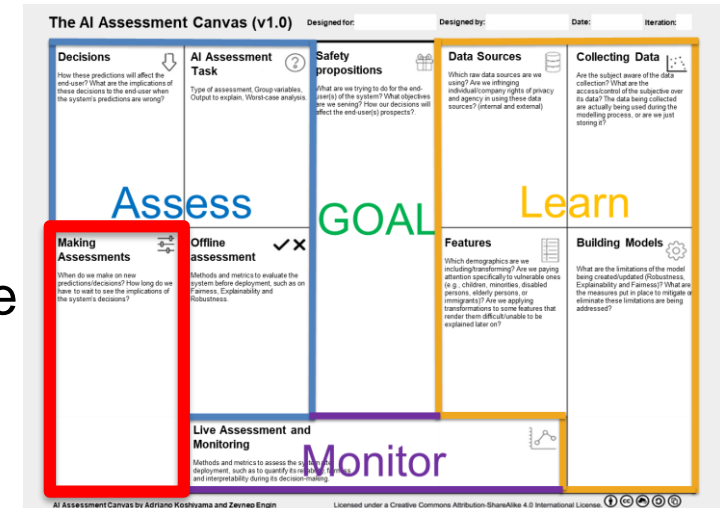 The AI Assessment Canvas (v1.0)
Designed for:
Designed by:
Date:
Iteration:
Decisions
How these predictions will affect the
end-user? What are the implications of
these decisions to the end-user when
the system's predictions are wrong?
AI Assessment
Task
Type of assessment, Group variables,
Output to explain, Worst-case analysis
Safety
propositions
What are we trying to do for the end-
user(s) of the system? What objectives
are we serving? How our decisions will
affect the end-user(s) prospects?.
Data Sources
Which raw data sources are we
using? Are we infringing
individual/company rights of privacy
and agency in using these data
sources? (internal and external)
Collecting Data
Are the subject aware of the data
collection? What are the
access/control of the subjective over
its data? The data being collected
are actually being used during the
modelling process, or are we just
storing it?
Assess
GOAL
Learn
e
Making
Assessments
When do we make on new
predictions/decisions? How long do we
have to wait to see the implications of
the system's decisions?
Offline
assessment
Methods and metrics to evaluate the
system before deployment, such as on
Fairness, Explainability and
Robustness.
Features
Which demographics are we
including/transforming? Are we paying
attention specifically to vulnerable ones
(e.g., children, minorities, disabled
persons, elderly persons, or
immigrants)? Are we applying
transformations to some features that
render them difficult/unable to be
explained later on?
Building Models
What are the limitations of the model
being created/updated (Robustness,
Explainability and Fairness)? What are
the measures put in place to mitigate o
eliminate these limitations are being
addressed?
Live Assessment and
Monitoring
Methods and metrics to assess the system
deployment, such as to quantify its
and interpretability during its decision-making.
Monitor
AI Assessment Canvas by Adriano Koshiyama and Zeynep Engin
Licensed under a Creative Commons Attribution-ShareAlike 4.0 International License.